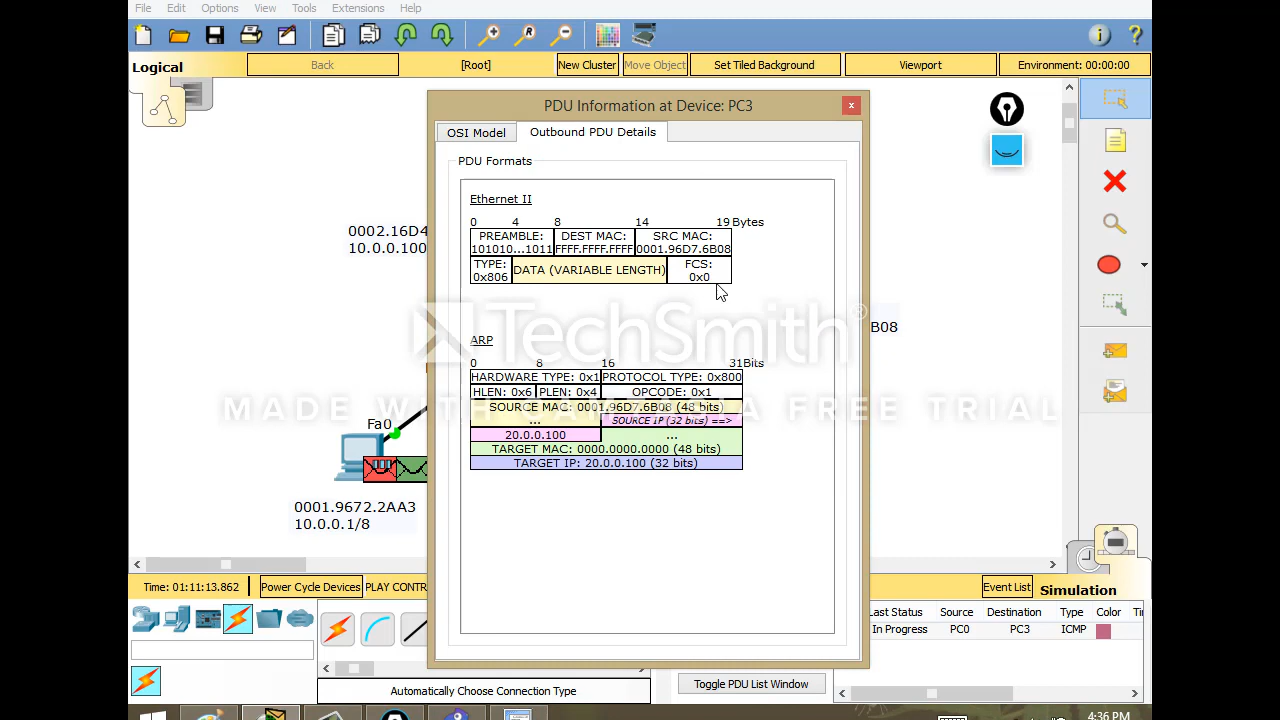 File Edit Options View Tools Extensions Help
Logical Back [Root] New Cluster Move Object Set Tiled Background Viewport Environment: 00:00:00
PDU Information at Device: PC3
OSI Model Outbound PDU Details
PDU Formats
Ethernet II
0 4 8 14 19 Bytes
PREAMBLE: DEST MAC: SRC MAC:
101010...1011 FFFF.FFFF.FFFF 0001.96D7.6B08
TYPE: DATA (VARIABLE LENGTH) FCS:
0x806 0x0
0002.16D4
10.0.0.100
B08
TechSmith®
ARP
0 8 16 31 Bits
HARDWARE TYPE: 0x1 PROTOCOL TYPE: 0x800
HLEN: 0x6 PLEN: 0x4 OPCODE: 0x1
SOURCE MAC: 0001.96D7.6B08 (48 bits)
... SOURCE IP (32 bits) ==>
20.0.0.100 ...
TARGET MAC: 0000.0000.0000 (48 bits)
TARGET IP: 20.0.0.100 (32 bits)
MADE WITH CAMTASIA FREE TRIAL
Fa0
0001.9672.2AA3
10.0.0.1/8
Time: 01:11:13.862 Power Cycle Devices PLAY CONTR Event List Simulation
Last Status Source Destination Type Color Ti
In Progress PC0 PC3 ICMP
Automatically Choose Connection Type
Toggle PDU List Window
4:36 PM